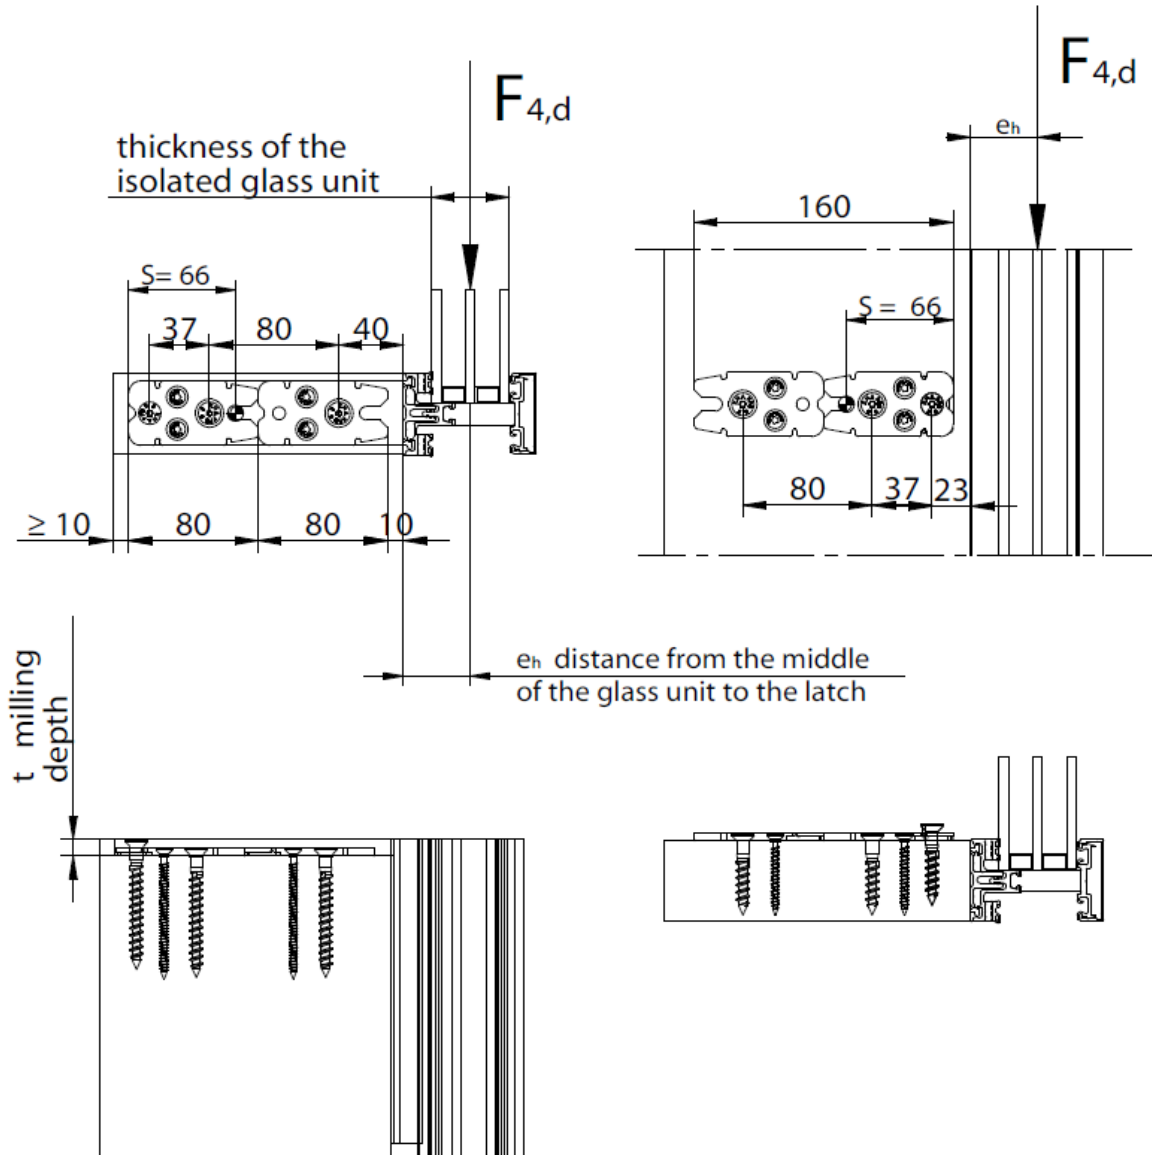 F4,d
F4,d
eh
thickness of the
isolated glass unit
160
S= 66
37
80
40
S = 66
≥ 10
80
80
10
80
37
23
eh distance from the middle
of the glass unit to the latch
t milling
depth